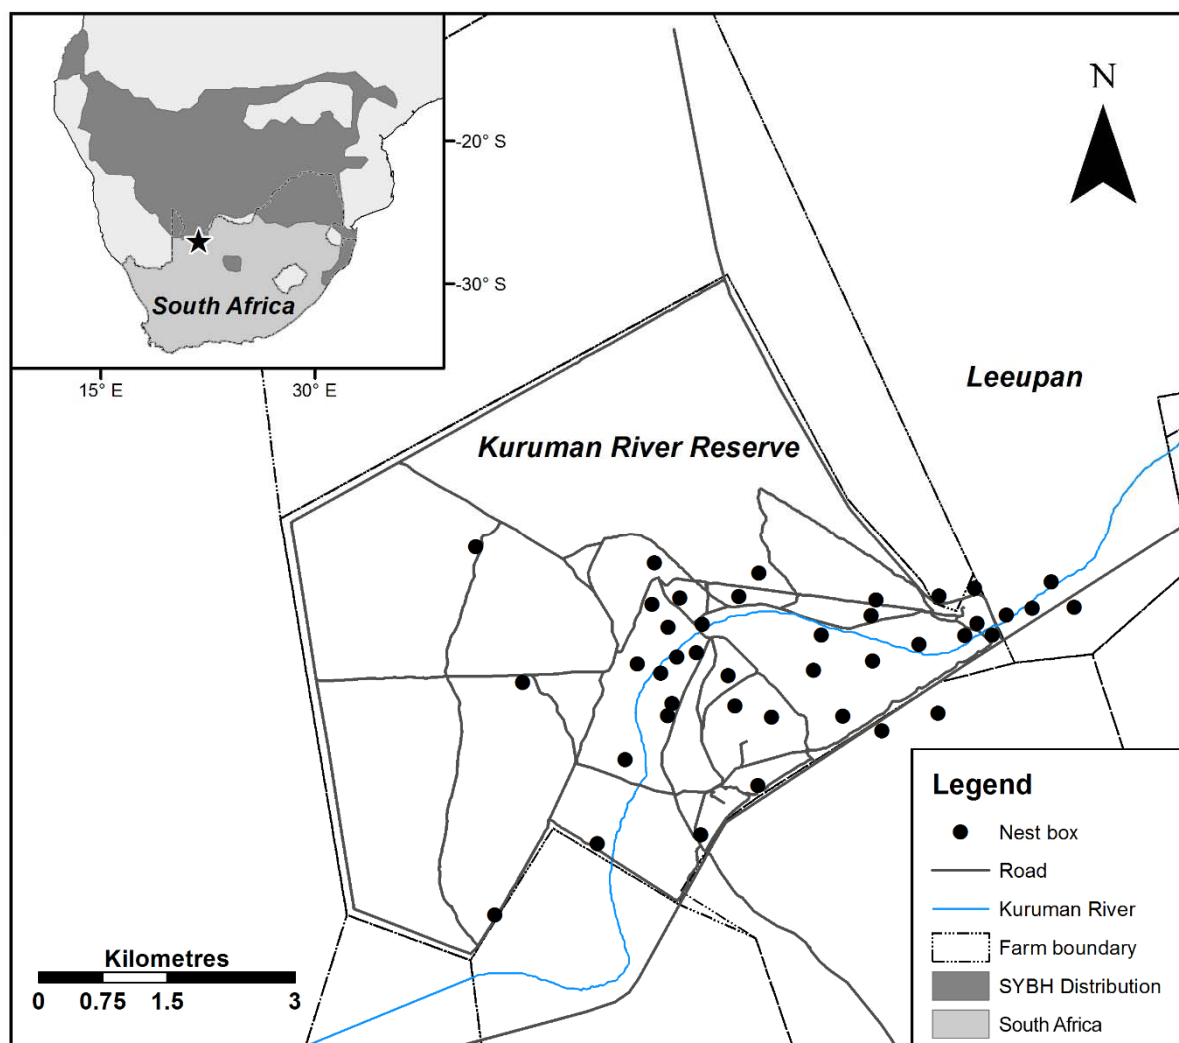 N
-20° S
-30° S
South Africa
15° E
30° E
Leeupan
Kuruman River Reserve
Legend
Nest box
Road
Kuruman River
Farm boundary
SYBH Distribution
South Africa
Kilometres
0 0.75 1.5 3